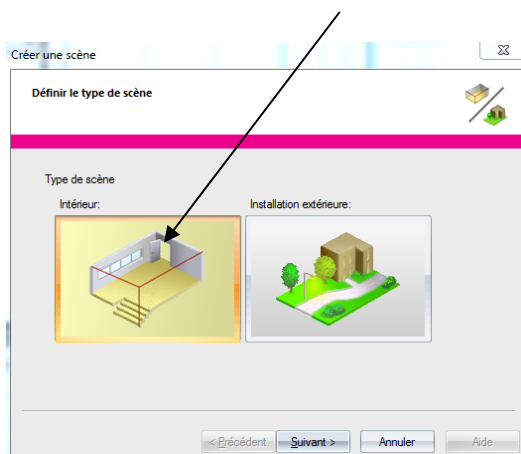 Créer une scène
Définir le type de scène
Type de scène
Intérieur:
Installation extérieure:
< Précédent
Suivant >
Annuler
Aide